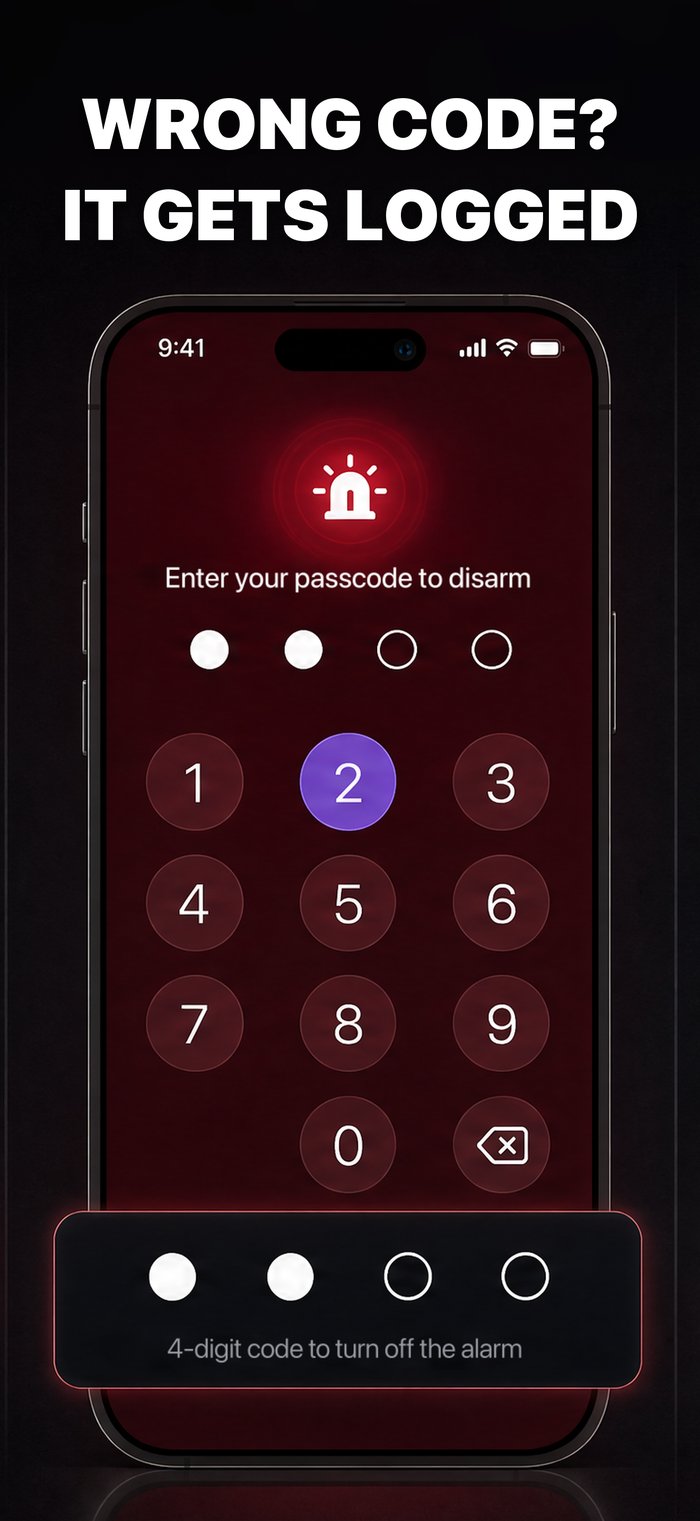 WRONG CODE?
IT GETS LOGGED
9:41
Enter your passcode to disarm
1 2 3
4 5 6
7 8 9
0
4-digit code to turn off the alarm